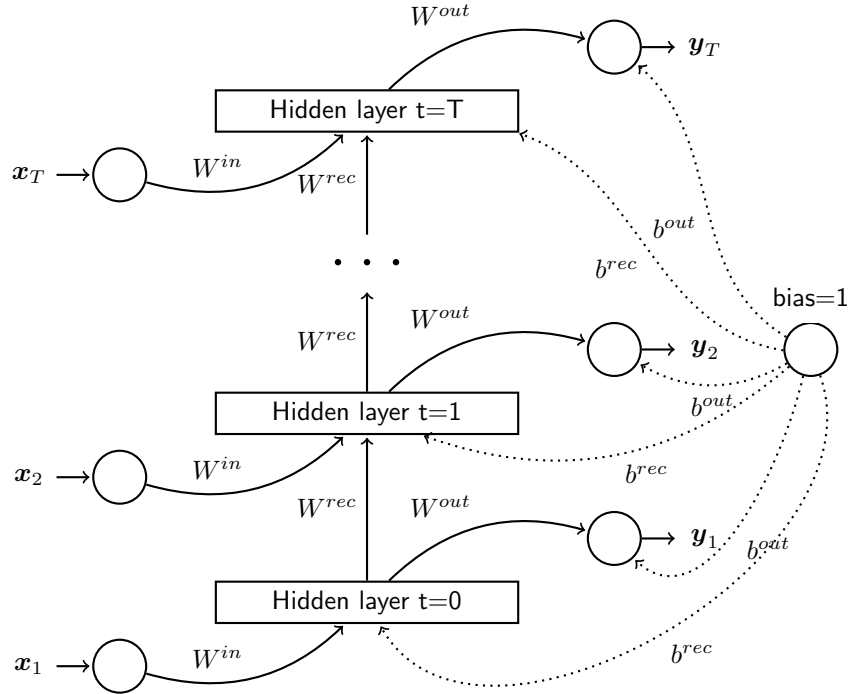 W^{out}
y_T
Hidden layer t=T
x_T
W^{in}
W^{rec}
b^{out}
b^{rec}
. . .
bias=1
W^{rec}
W^{out}
y_2
Hidden layer t=1
b^{out}
x_2
W^{in}
b^{rec}
W^{rec}
W^{out}
y_1
b^{out}
Hidden layer t=0
x_1
W^{in}
b^{rec}